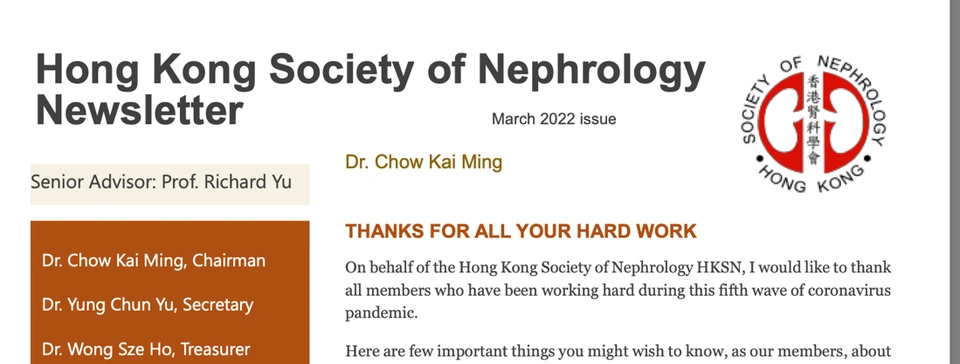 Hong Kong Society of Nephrology
Newsletter
March 2022 issue
SOCIETY OF NEPHROLOGY
香港腎科學會
• HONG KONG •
Dr. Chow Kai Ming
Senior Advisor: Prof. Richard Yu
Dr. Chow Kai Ming, Chairman
Dr. Yung Chun Yu, Secretary
Dr. Wong Sze Ho, Treasurer
THANKS FOR ALL YOUR HARD WORK
On behalf of the Hong Kong Society of Nephrology HKSN, I would like to thank
all members who have been working hard during this fifth wave of coronavirus
pandemic.
Here are few important things you might wish to know, as our members, about